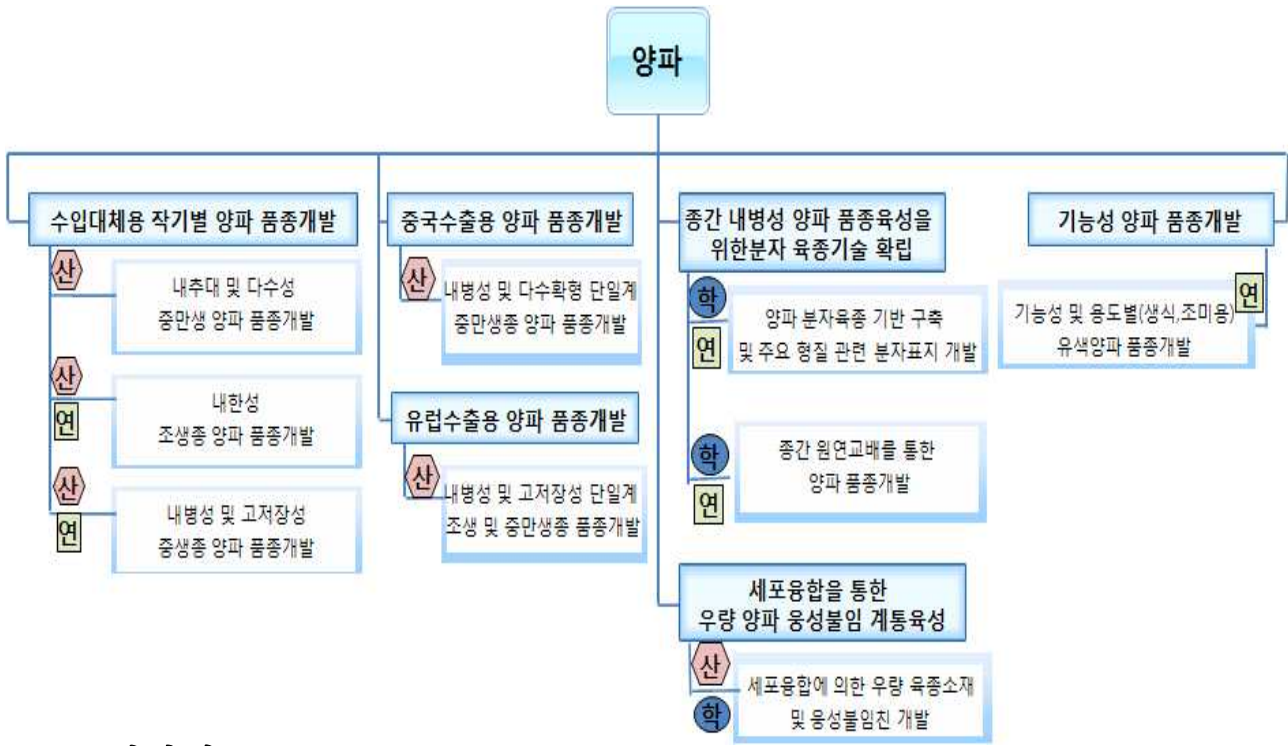 양파
수입대체용 작기별 양파 품종개발
산
내추대 및 다수성
중만생 양파 품종개발
산
연
내한성
조생종 양파 품종개발
산
연
내병성 및 고저장성
중생종 양파 품종개발
중국수출용 양파 품종개발
산
내병성 및 다수확형 단일계
중만생종 양파 품종개발
유럽수출용 양파 품종개발
산
내병성 및 고저장성 단일계
조생 및 중만생종 품종개발
종간 내병성 양파 품종육성을
위한분자 육종기술 확립
학
연
양파 분자육종 기반 구축
및 주요 형질 관련 분자표지 개발
학
연
종간 원연교배를 통한
양파 품종개발
세포융합을 통한
우량 양파 웅성불임 계통육성
산
학
세포융합에 의한 우량 육종소재
및 웅성불임친 개발
기능성 양파 품종개발
연
기능성 및 용도별(생식,조미용)
유색양파 품종개발